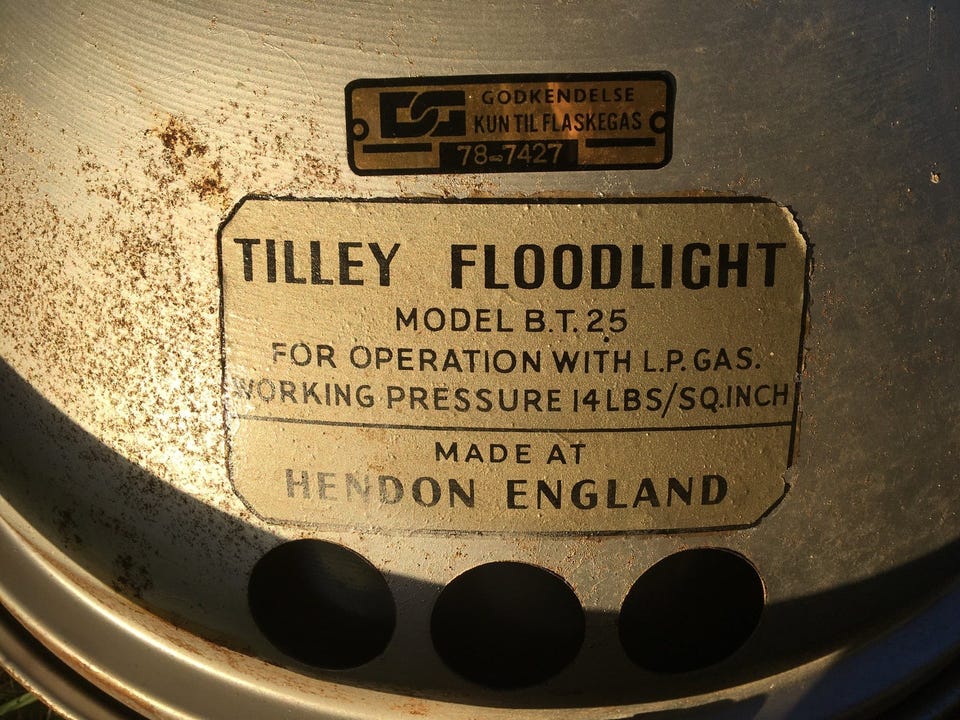 DG GODKENDELSE
KUN TIL FLASKEGAS
78-7427
TILLEY FLOODLIGHT
MODEL B.T. 25
FOR OPERATION WITH L.P. GAS.
WORKING PRESSURE 14 LBS/SQ.INCH
MADE AT
HENDON ENGLAND